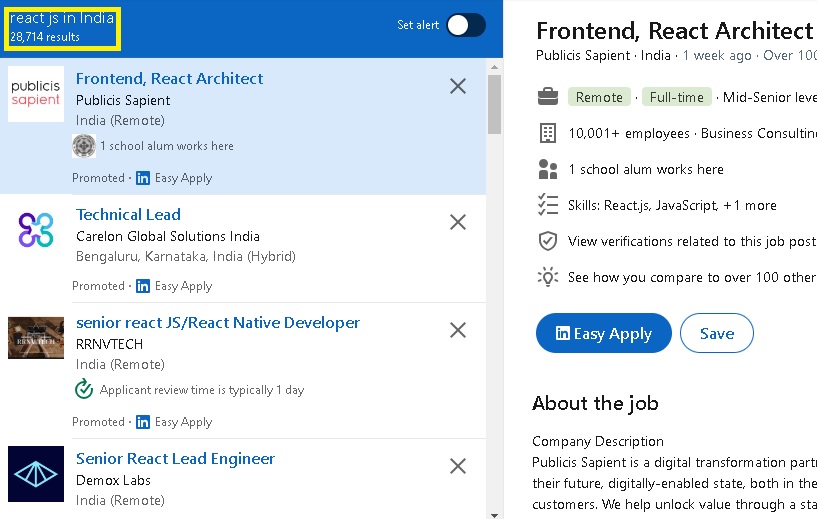 react js in India
28,714 results
Set alert
publicis
sapient
Frontend, React Architect
Publicis Sapient
India (Remote)
1 school alum works here
Promoted · in Easy Apply
Technical Lead
Carelon Global Solutions India
Bengaluru, Karnataka, India (Hybrid)
Promoted · in Easy Apply
RRNVTECH
senior react JS/React Native Developer
RRNVTECH
India (Remote)
Applicant review time is typically 1 day
Promoted · in Easy Apply
Senior React Lead Engineer
Demox Labs
India (Remote)
Frontend, React Architect
Publicis Sapient · India · 1 week ago · Over 100
Remote · Full-time · Mid-Senior leve
10,001+ employees · Business Consultin
1 school alum works here
Skills: React.js, JavaScript, +1 more
View verifications related to this job post
See how you compare to over 100 other
in Easy Apply
Save
About the job
Company Description
Publicis Sapient is a digital transformation part
their future, digitally-enabled state, both in the
customers. We help unlock value through a sta